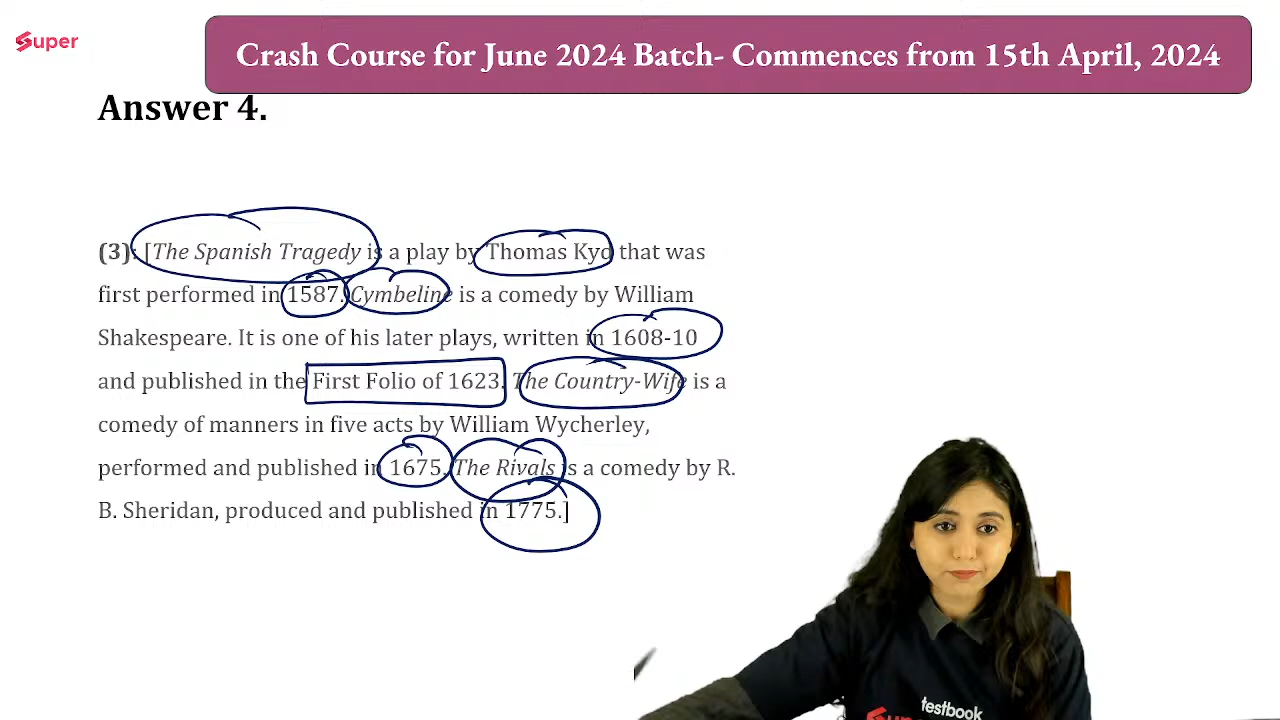 Super
Crash Course for June 2024 Batch- Commences from 15th April, 2024
Answer 4.
(3): [The Spanish Tragedy is a play by Thomas Kyd that was
first performed in 1587. Cymbeline is a comedy by William
Shakespeare. It is one of his later plays, written in 1608-10
and published in the First Folio of 1623. The Country-Wife is a
comedy of manners in five acts by William Wycherley,
performed and published in 1675. The Rivals is a comedy by R.
B. Sheridan, produced and published in 1775.]
testbook
Super